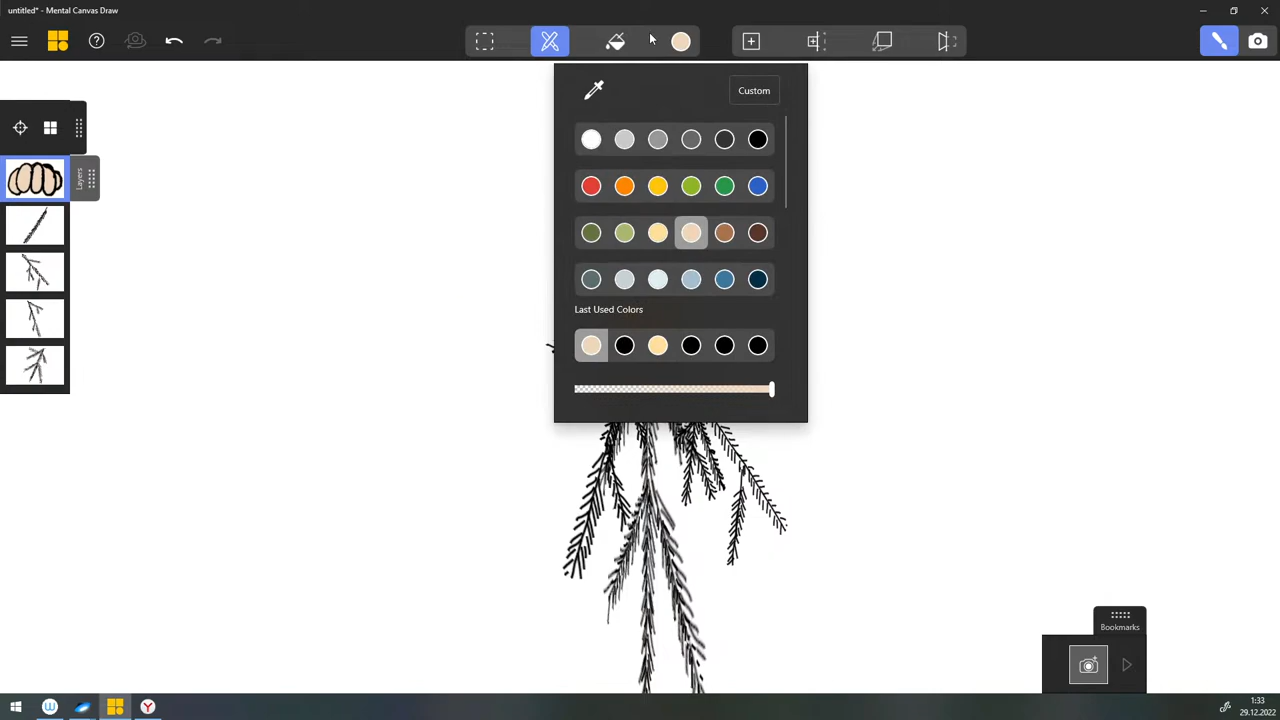 untitled* - Mental Canvas Draw
Custom
Layers
Last Used Colors
Bookmarks
1:33
29.12.2022